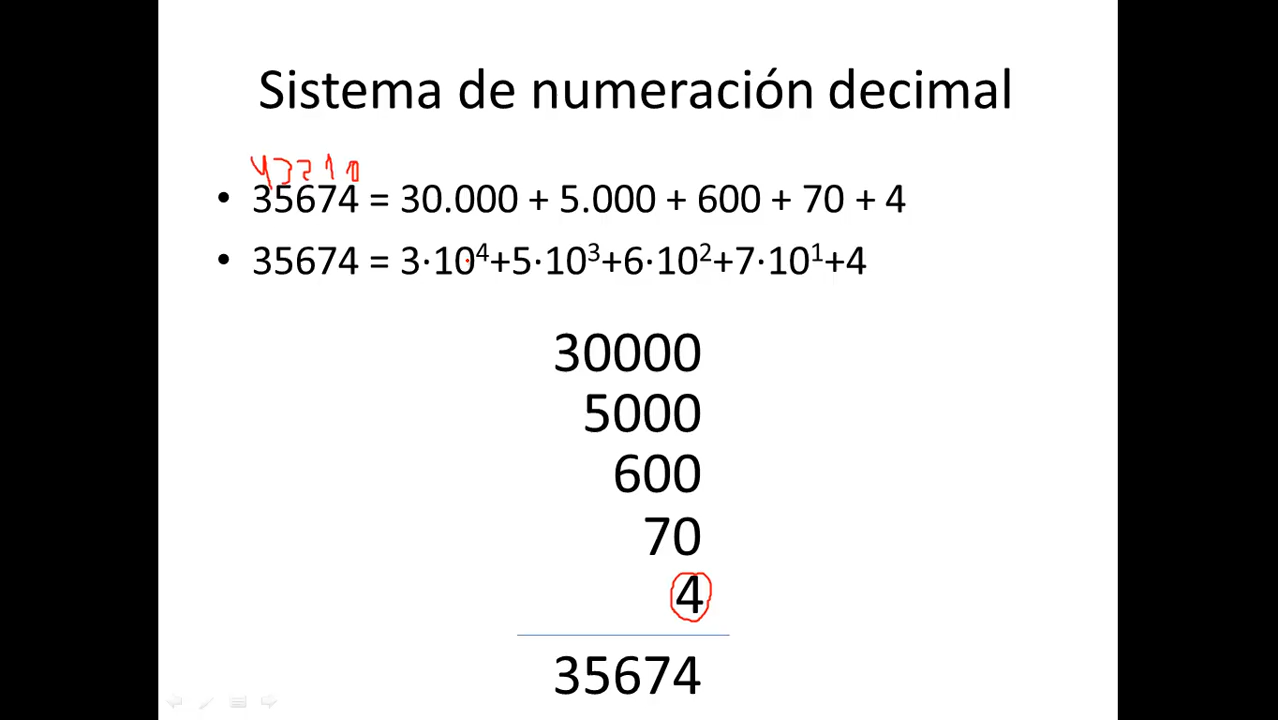 Sistema de numeración decimal
4 3 2 1 0
• 35674 = 30.000 + 5.000 + 600 + 70 + 4
• 35674 = 3·10⁴+5·10³+6·10²+7·10¹+4
30000
5000
600
70
4
35674